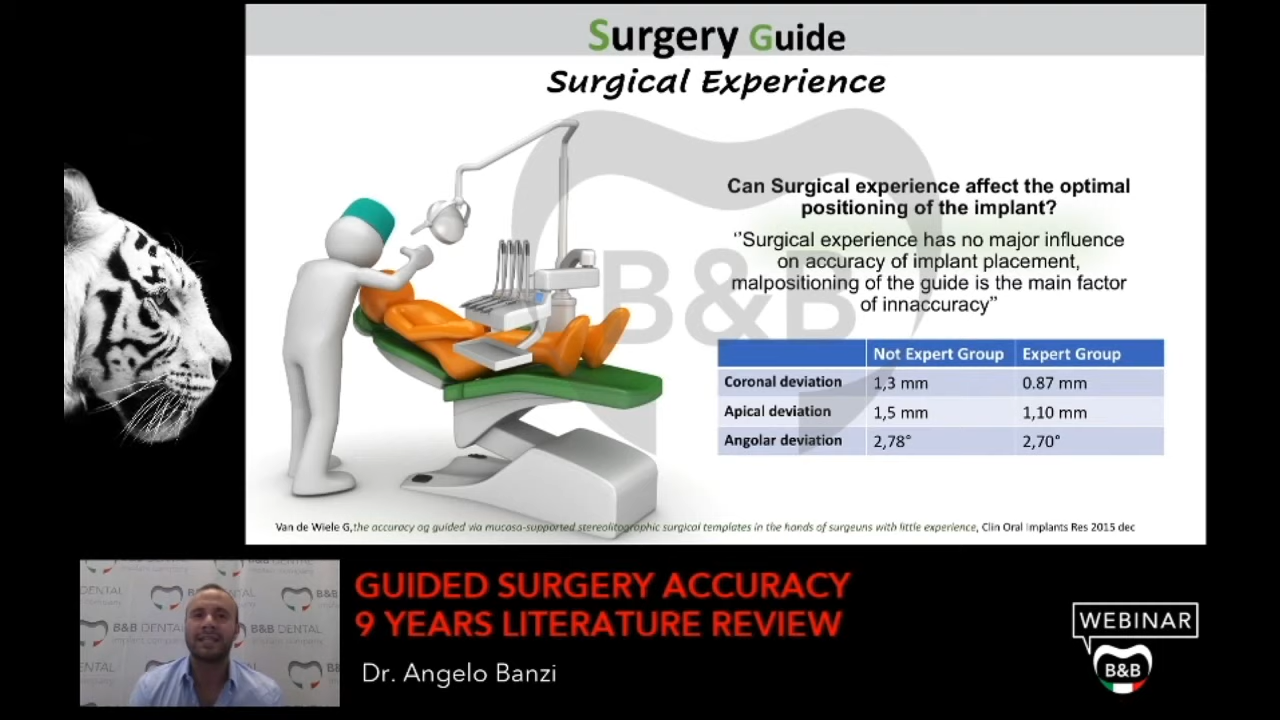 Surgery Guide
Surgical Experience
Can Surgical experience affect the optimal
positioning of the implant?
‘’Surgical experience has no major influence
on accuracy of implant placement,
malpositioning of the guide is the main factor
of innaccuracy’’
B&B
Not Expert Group Expert Group
Coronal deviation 1,3 mm 0.87 mm
Apical deviation 1,5 mm 1,10 mm
Angolar deviation 2,78° 2,70°
Van de Wiele G,the accuracy og guided via mucosa-supported stereolitographic surgical templates in the hands of surgeuns with little experience, Clin Oral Implants Res 2015 dec
GUIDED SURGERY ACCURACY
9 YEARS LITERATURE REVIEW
Dr. Angelo Banzi
WEBINAR
B&B
B&B DENTAL
B&B DENTAL